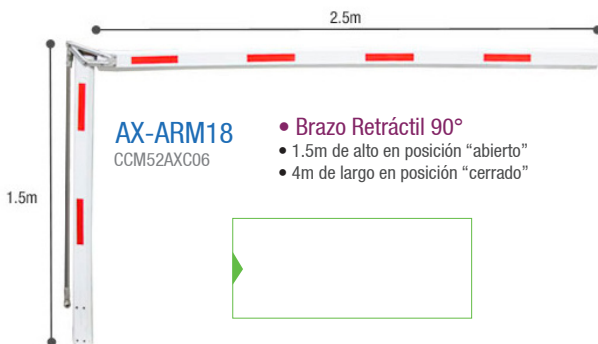 2.5m
AX-ARM18
CCM52AXC06
• Brazo Retráctil 90°
• 1.5m de alto en posición “abierto”
• 4m de largo en posición “cerrado”
1.5m